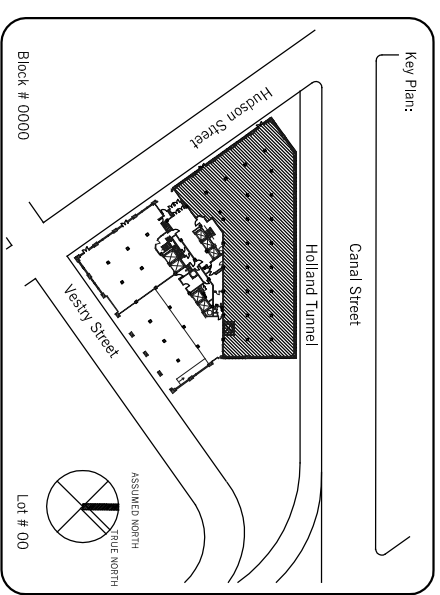 Key Plan:
Canal Street
Holland Tunnel
Hudson Street
Vestry Street
ASSUMED NORTH
TRUE NORTH
Block # 0000
Lot # 00